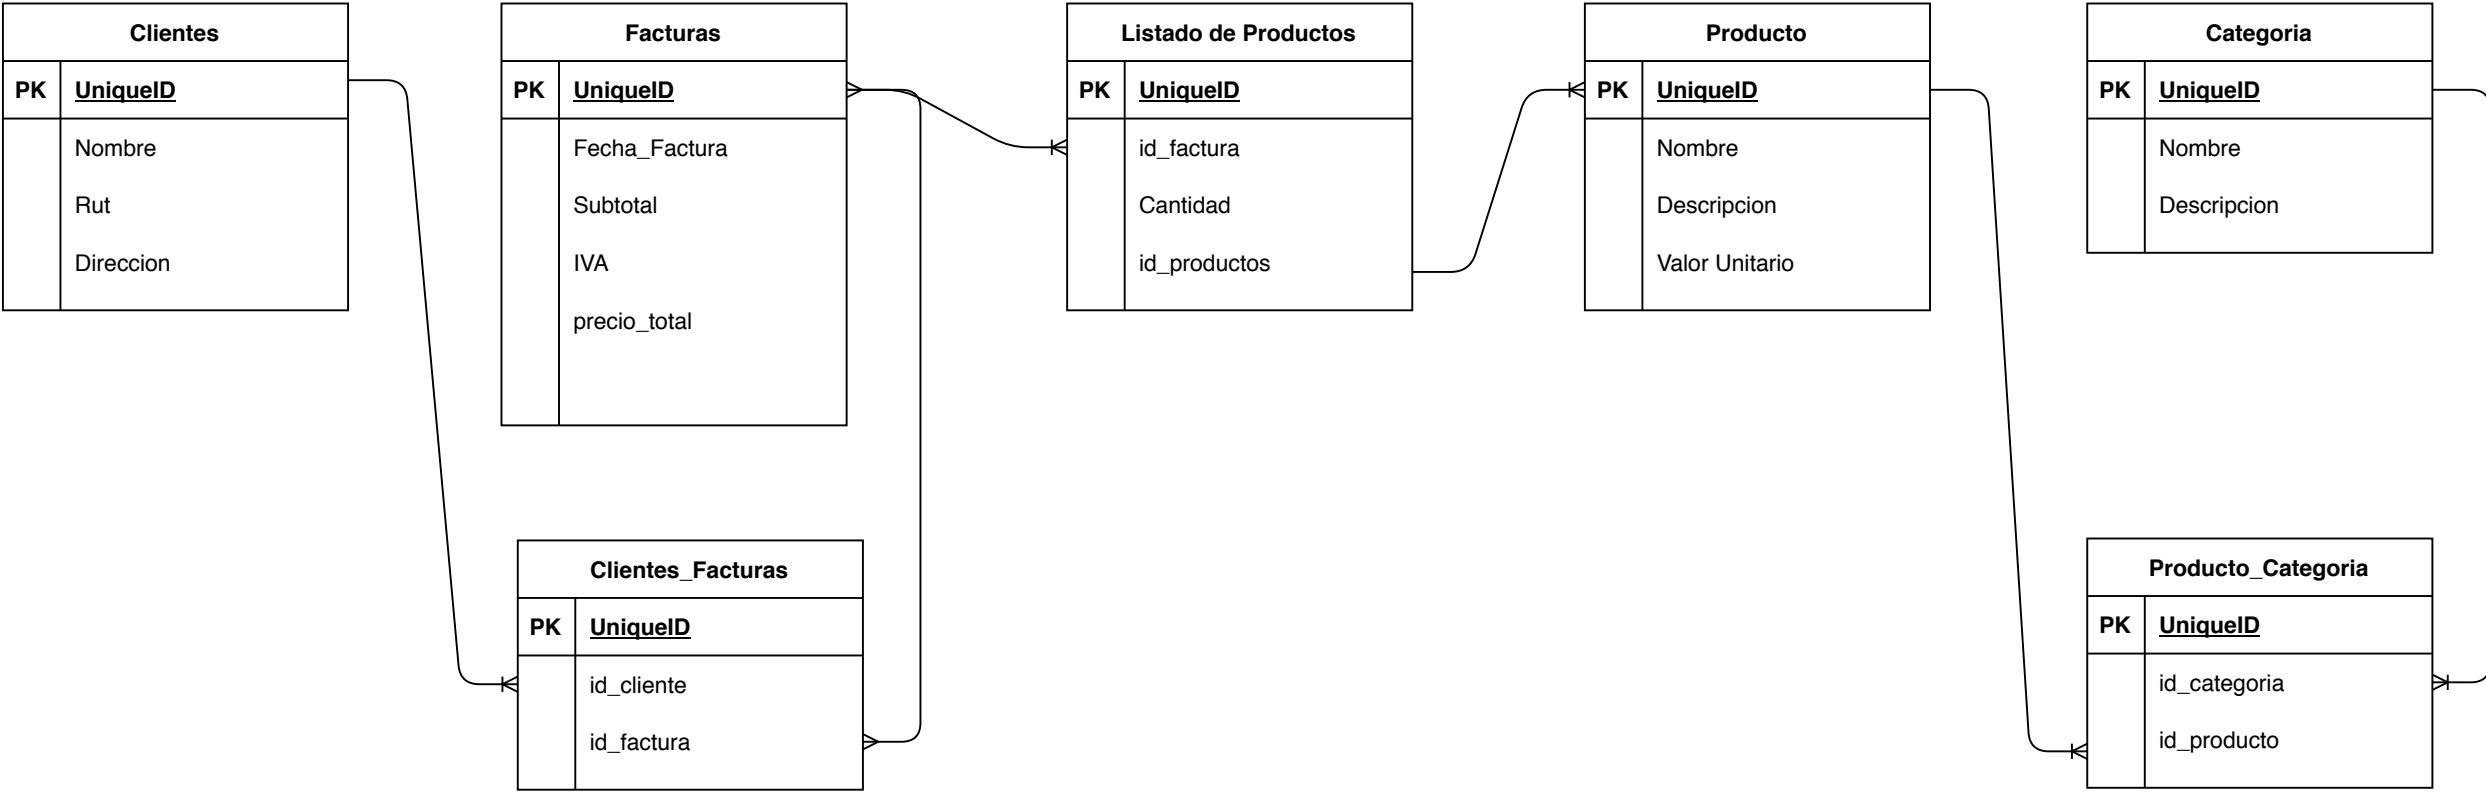 Clientes
PK UniqueID
Nombre
Rut
Direccion
Facturas
PK UniqueID
Fecha_Factura
Subtotal
IVA
precio_total
Listado de Productos
PK UniqueID
id_factura
Cantidad
id_productos
Producto
PK UniqueID
Nombre
Descripcion
Valor Unitario
Categoria
PK UniqueID
Nombre
Descripcion
Clientes_Facturas
PK UniqueID
id_cliente
id_factura
Producto_Categoria
PK UniqueID
id_categoria
id_producto